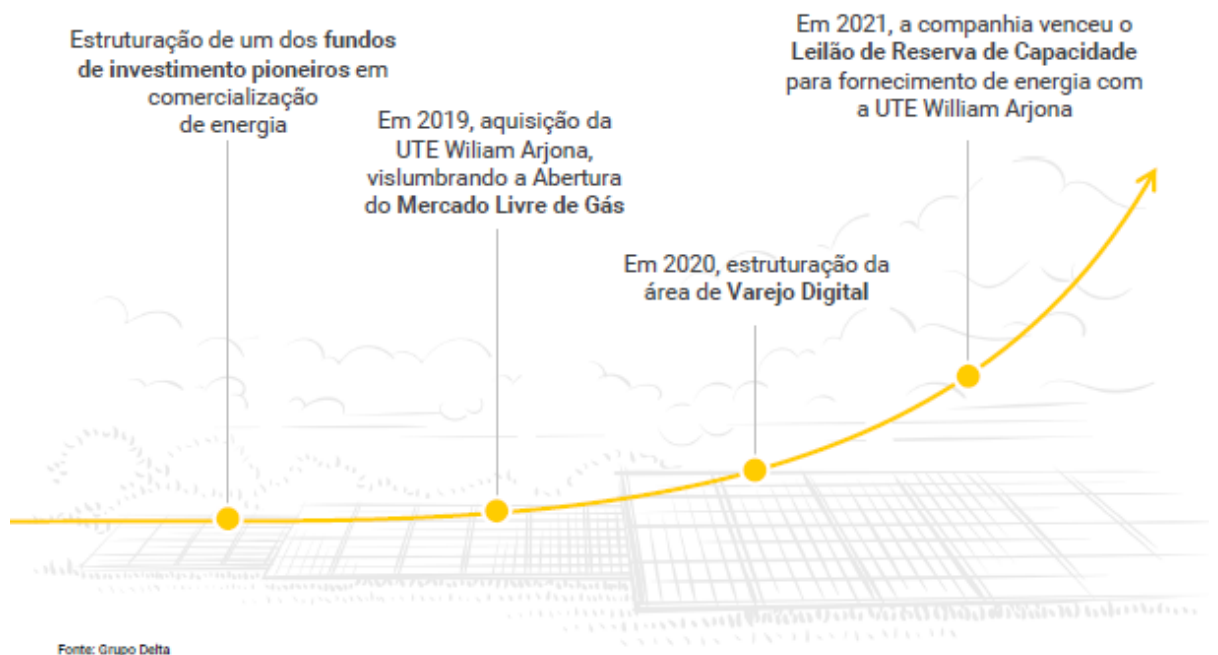 Estruturação de um dos fundos
de investimento pioneiros em
comercialização
de energia
Em 2019, aquisição da
UTE Wiliam Arjona,
vislumbrando a Abertura
do Mercado Livre de Gás
Em 2020, estruturação da
área de Varejo Digital
Em 2021, a companhia venceu o
Leilão de Reserva de Capacidade
para fornecimento de energia com
a UTE William Arjona
Fonte: Grupo Delta